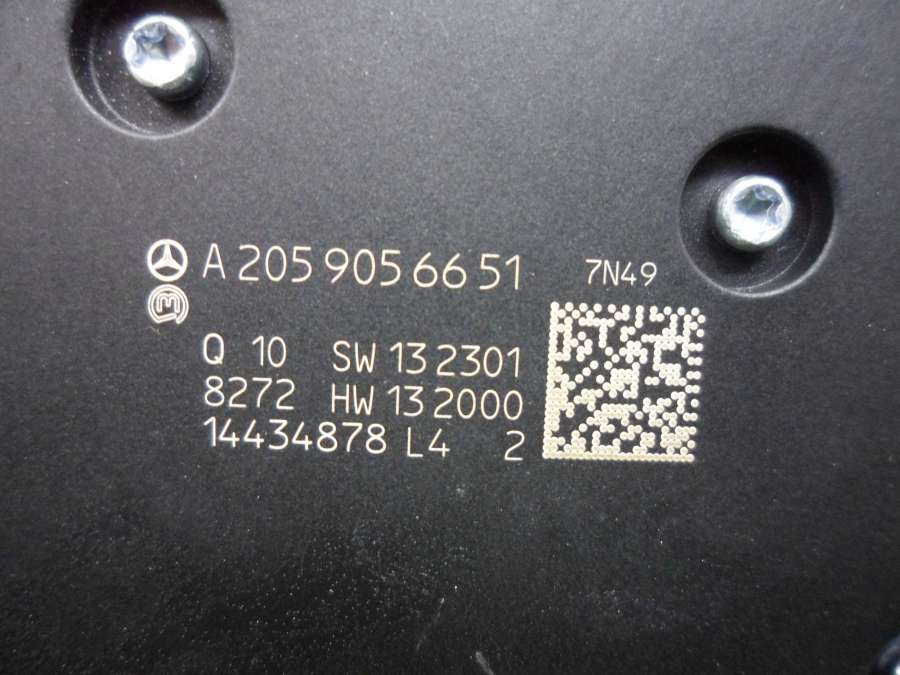 A 205 905 66 51 7N49
Q 10 SW 13 2301
8272 HW 13 2000
14434878 L4 2